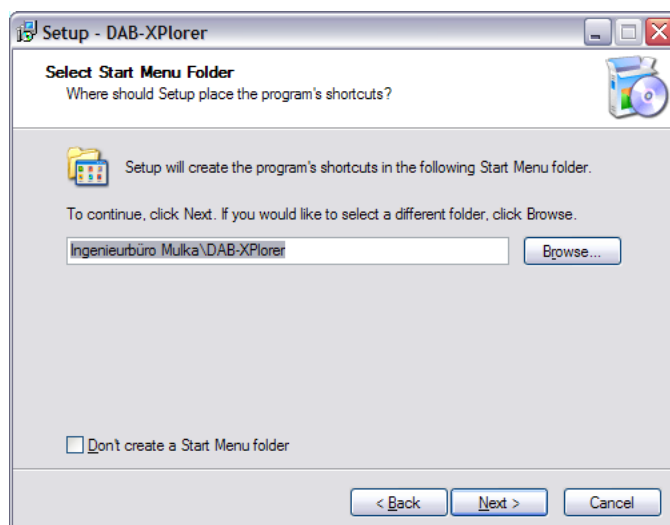 Setup - DAB-XPlorer
Select Start Menu Folder
Where should Setup place the program's shortcuts?
Setup will create the program's shortcuts in the following Start Menu folder.
To continue, click Next. If you would like to select a different folder, click Browse.
Ingenieurbüro Mulka\DAB-XPlorer
Browse...
Don't create a Start Menu folder
< Back
Next >
Cancel